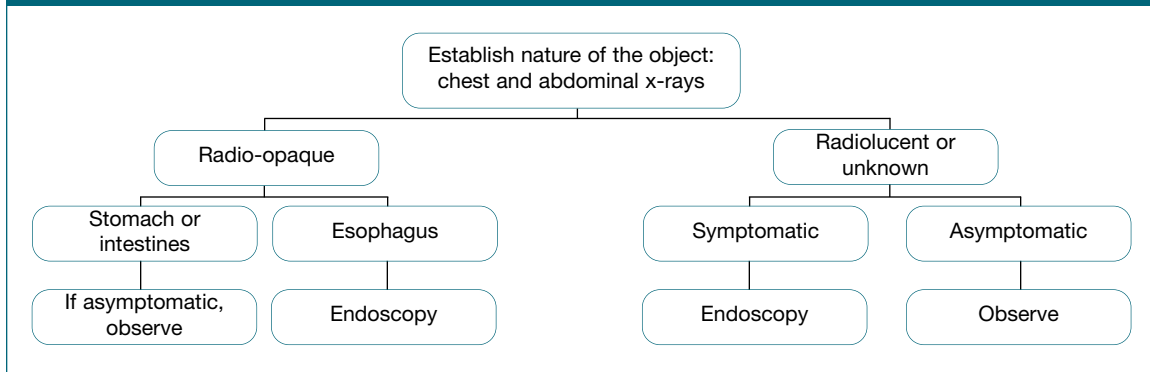 Establish nature of the object:
chest and abdominal x-rays
Radio-opaque
Radiolucent or
unknown
Stomach or
intestines
Esophagus
Symptomatic
Asymptomatic
If asymptomatic,
observe
Endoscopy
Endoscopy
Observe